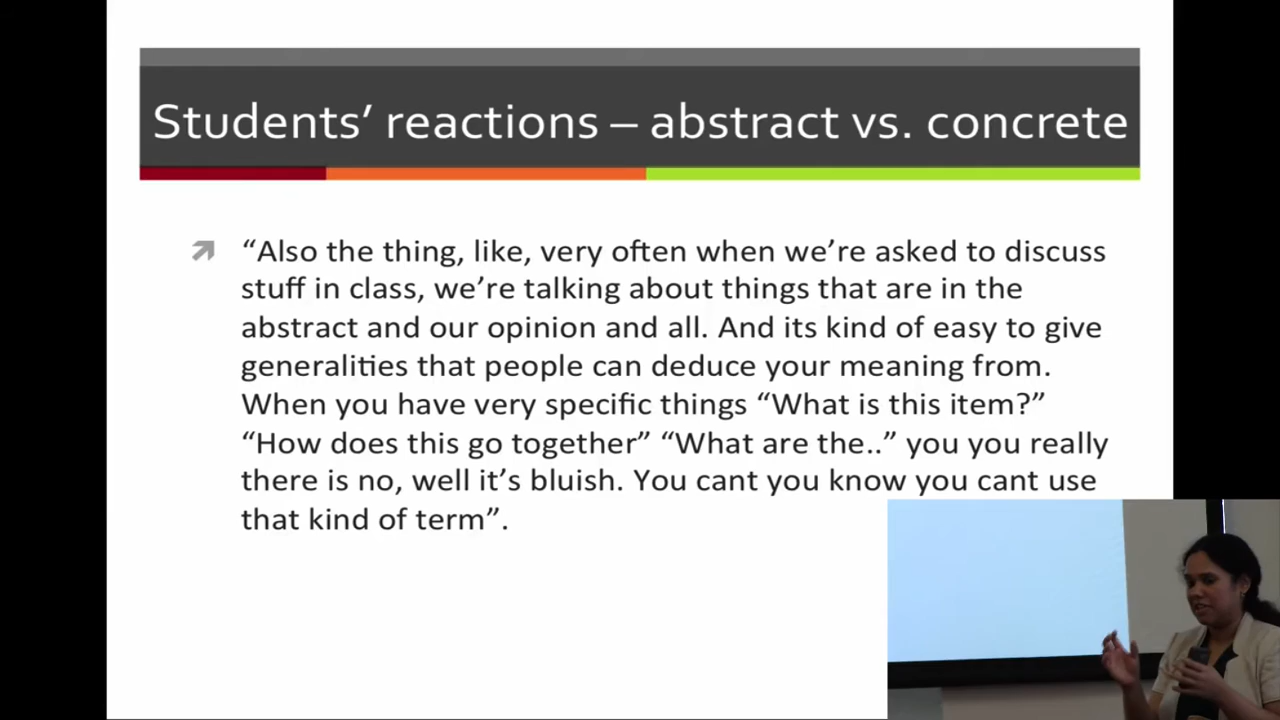 Students’ reactions – abstract vs. concrete
“Also the thing, like, very often when we’re asked to discuss
stuff in class, we’re talking about things that are in the
abstract and our opinion and all. And its kind of easy to give
generalities that people can deduce your meaning from.
When you have very specific things “What is this item?”
“How does this go together” “What are the..” you you really
there is no, well it’s bluish. You cant you know you cant use
that kind of term”.